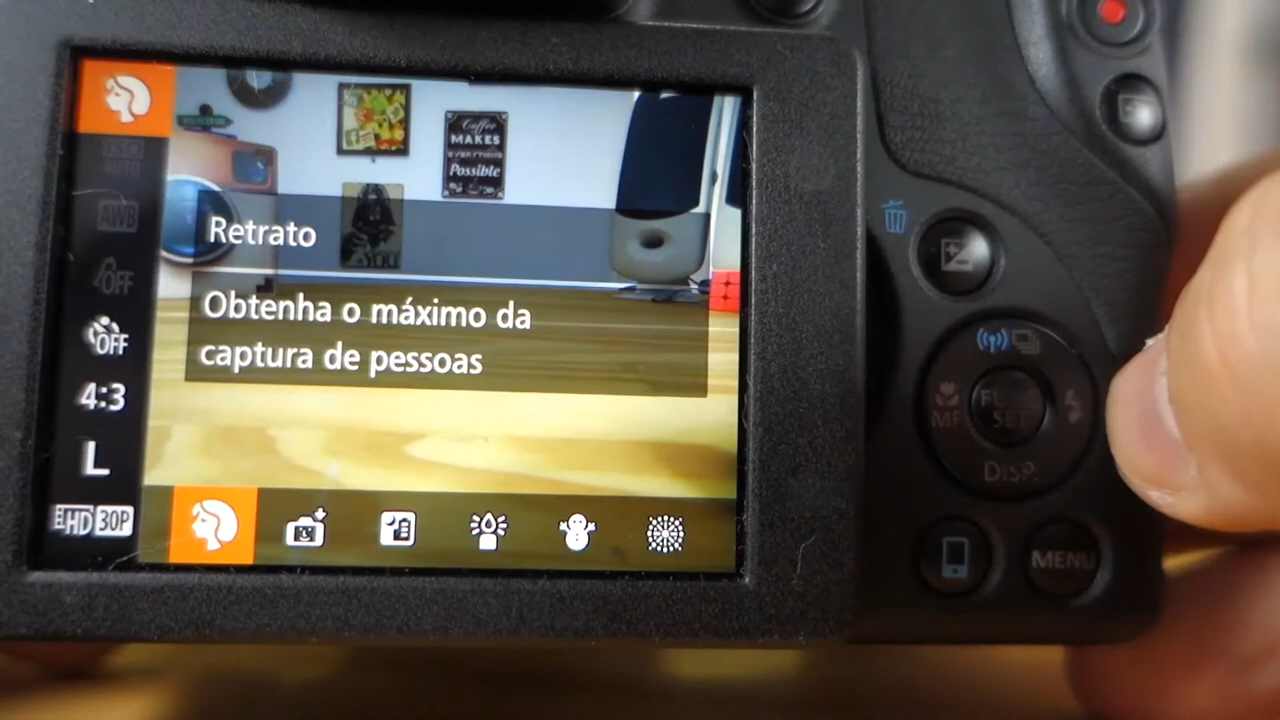 Coffee
MAKES
EVERYTHING
Possible
YOU
Retrato
Obtenha o máximo da
captura de pessoas
AWB
OFF
OFF
4:3
L
HD 30P
MF
SET
DISP.
MENU